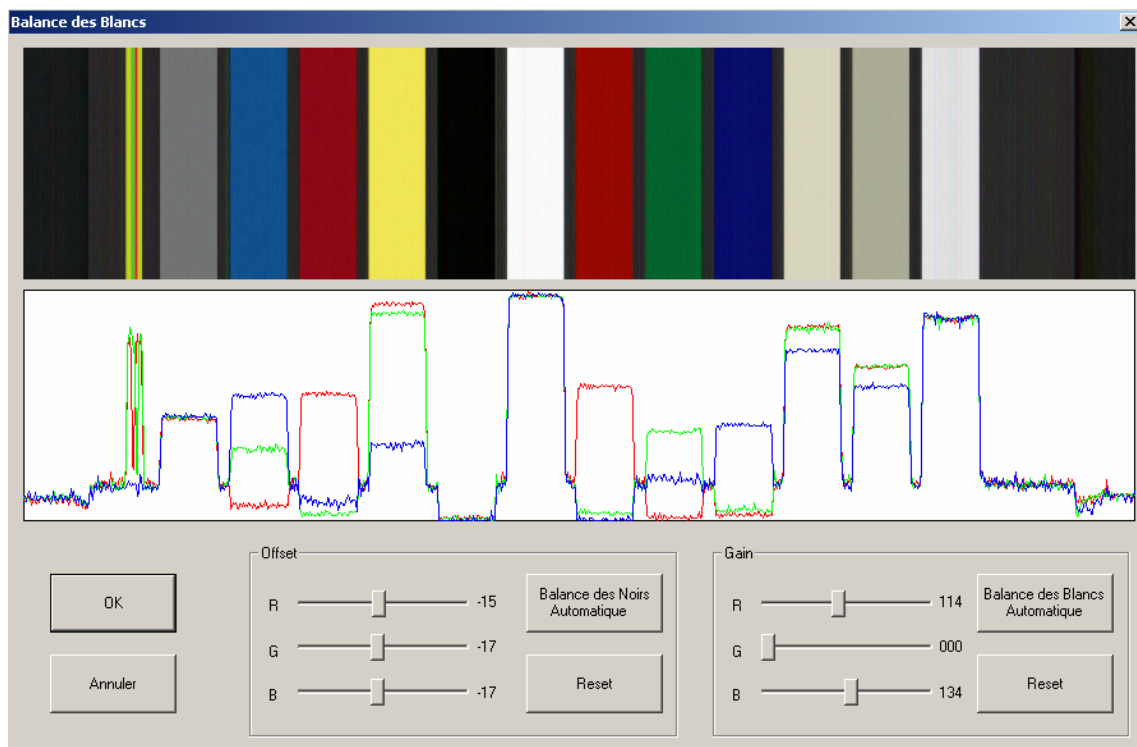 Balance des Blancs
Offset
R -15
G -17
B -17
Balance des Noirs
Automatique
Reset
Gain
R 114
G 000
B 134
Balance des Blancs
Automatique
Reset
OK
Annuler